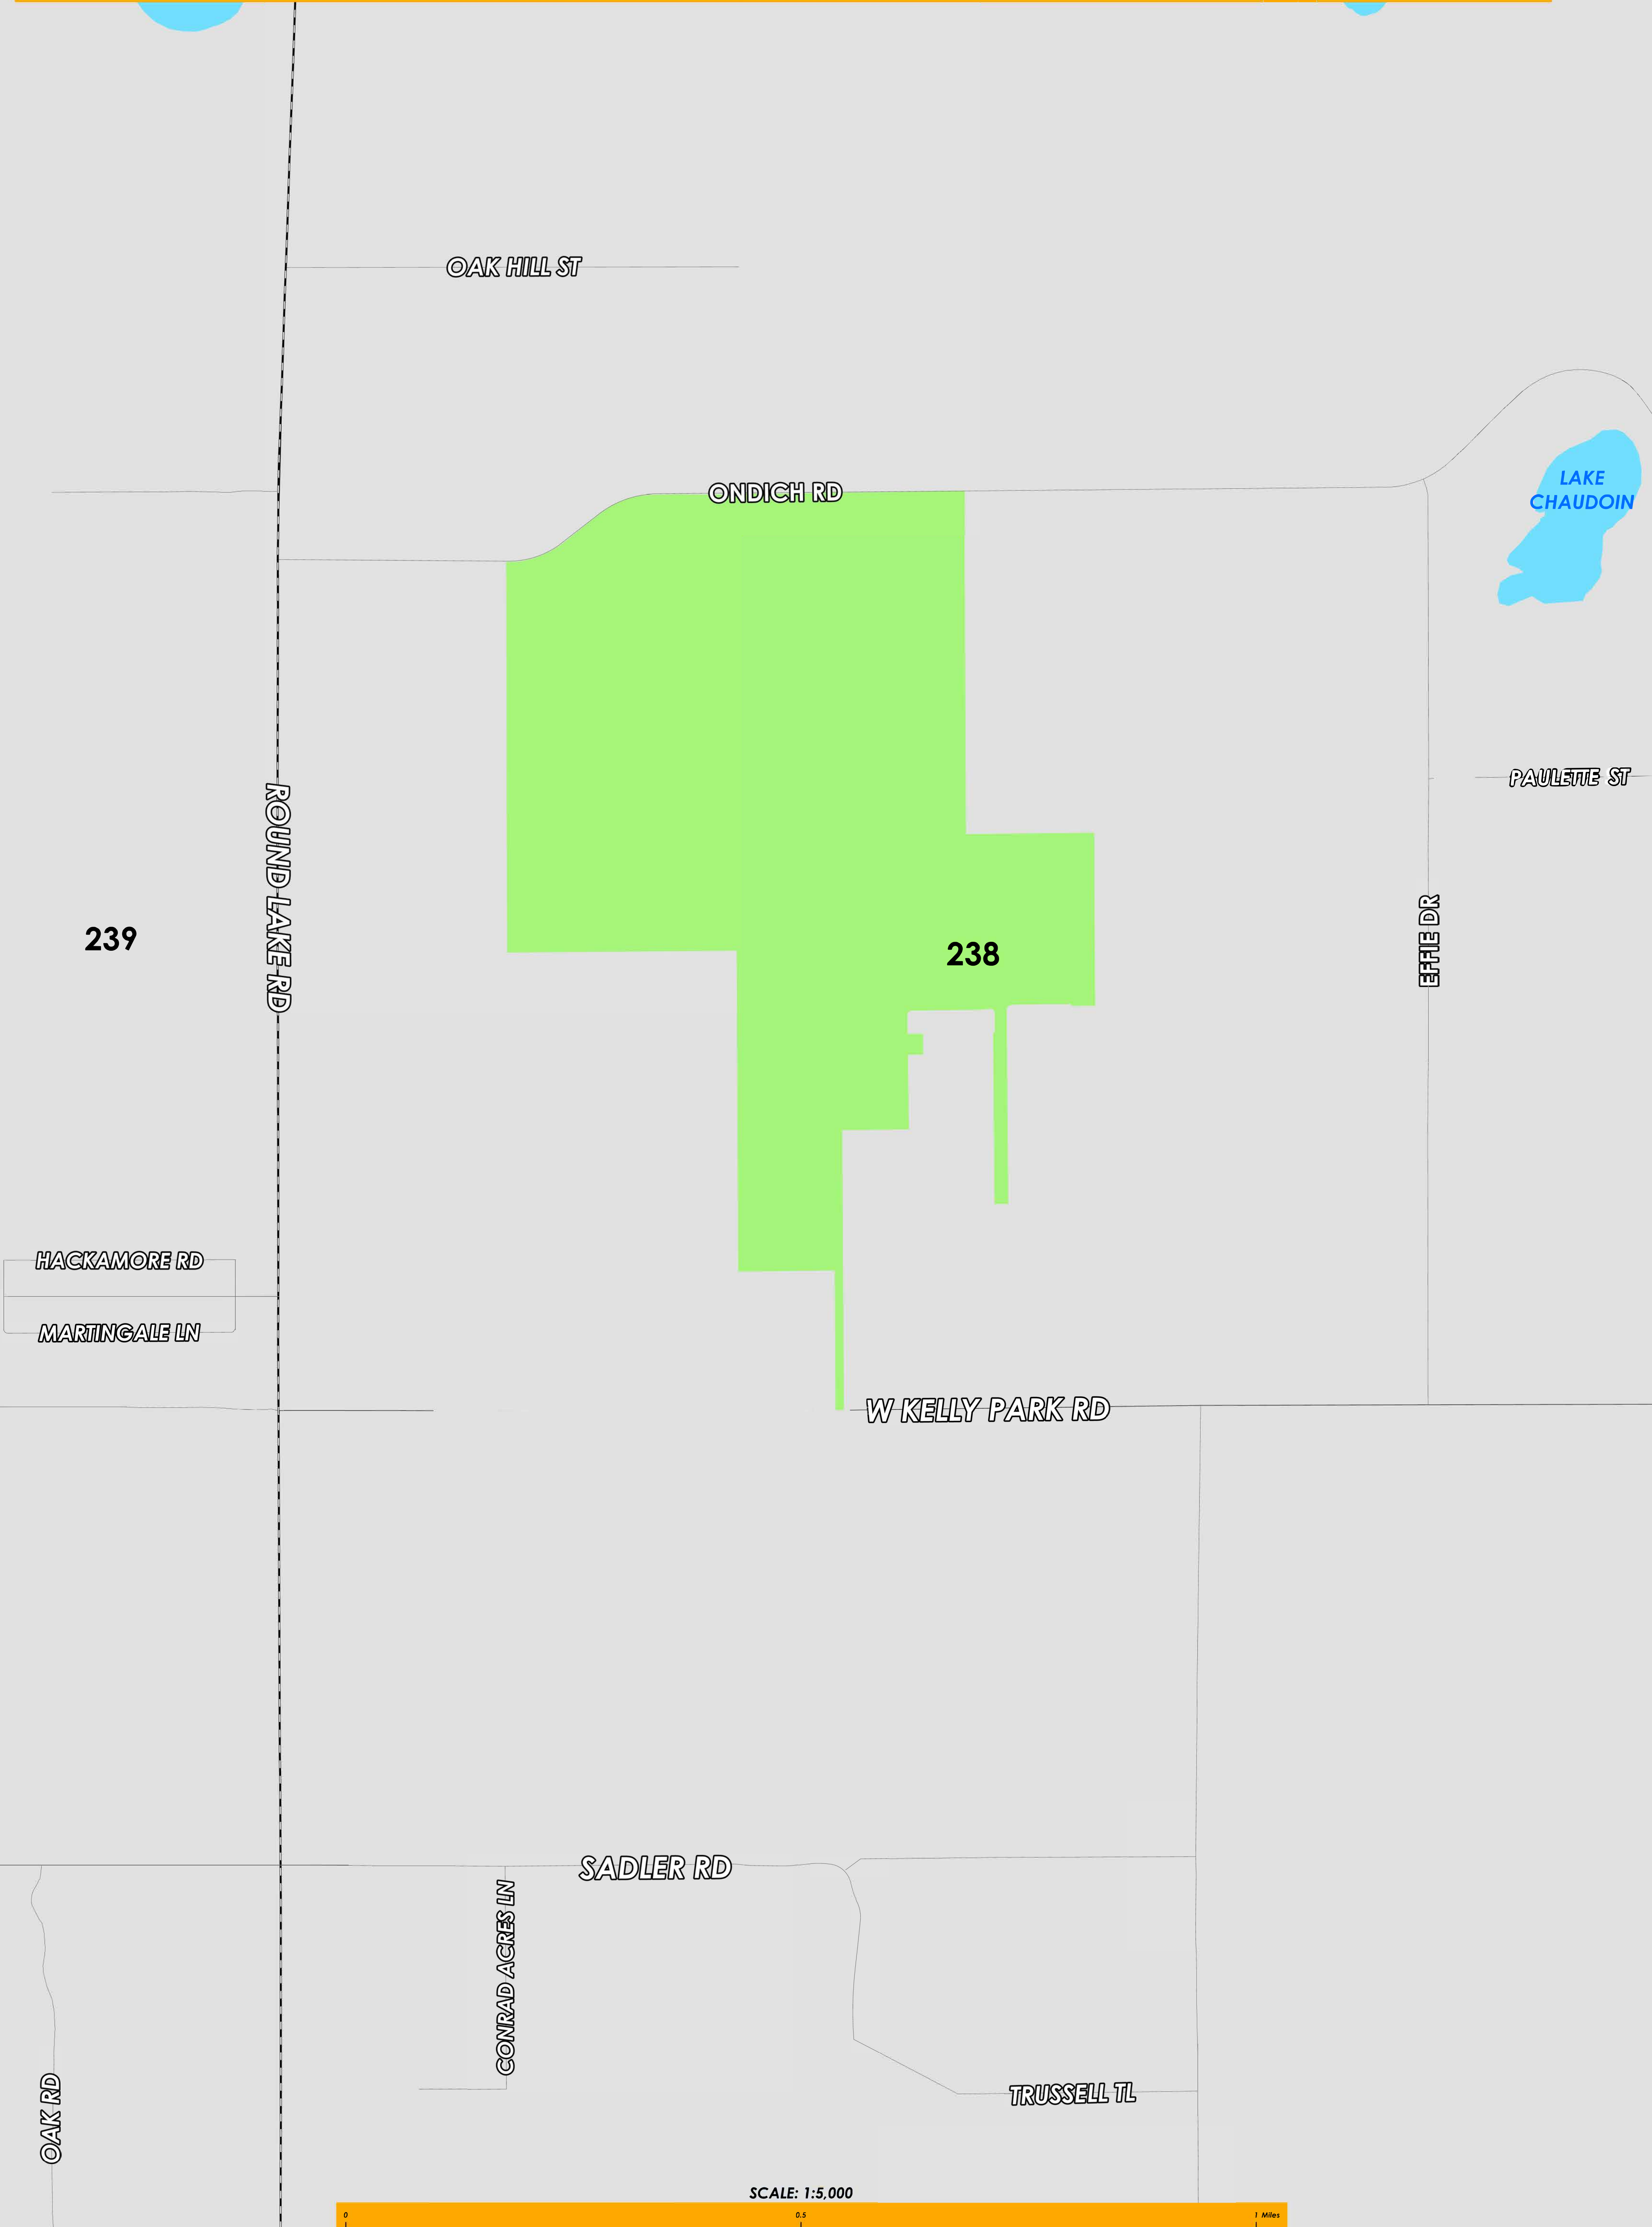 OAK HILL ST
LAKE
CHAUDOIN
ONDICH RD
PAULETTE ST
ROUND LAKE RD
EFFIE DR
239
238
HACKAMORE RD
MARTINGALE LN
W KELLY PARK RD
SADLER RD
CONRAD ACRES LN
OAK RD
TRUSSELL TL
SCALE: 1:5,000
0 0.5 1 Miles